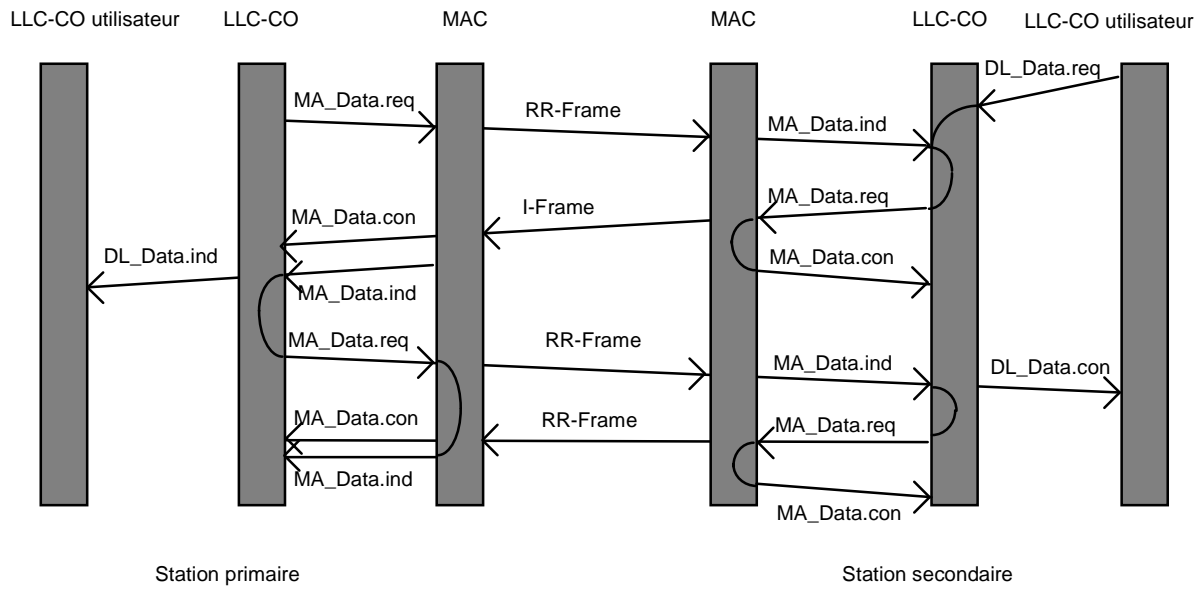 LLC-CO utilisateur
LLC-CO
MAC
MAC
LLC-CO
LLC-CO utilisateur
DL_Data.req
MA_Data.req
RR-Frame
MA_Data.ind
MA_Data.req
I-Frame
MA_Data.con
DL_Data.ind
MA_Data.con
MA_Data.ind
MA_Data.req
RR-Frame
MA_Data.ind
DL_Data.con
MA_Data.con
RR-Frame
MA_Data.req
MA_Data.ind
MA_Data.con
Station primaire
Station secondaire